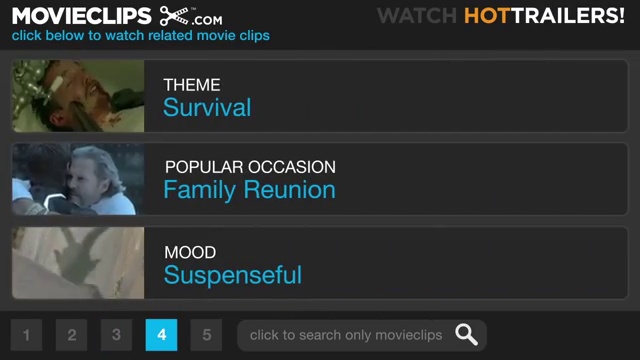 MOVIECLIPS .COM
WATCH HOTTRAILERS!
click below to watch related movie clips
THEME
Survival
POPULAR OCCASION
Family Reunion
MOOD
Suspenseful
1 2 3 4 5 click to search only movieclips